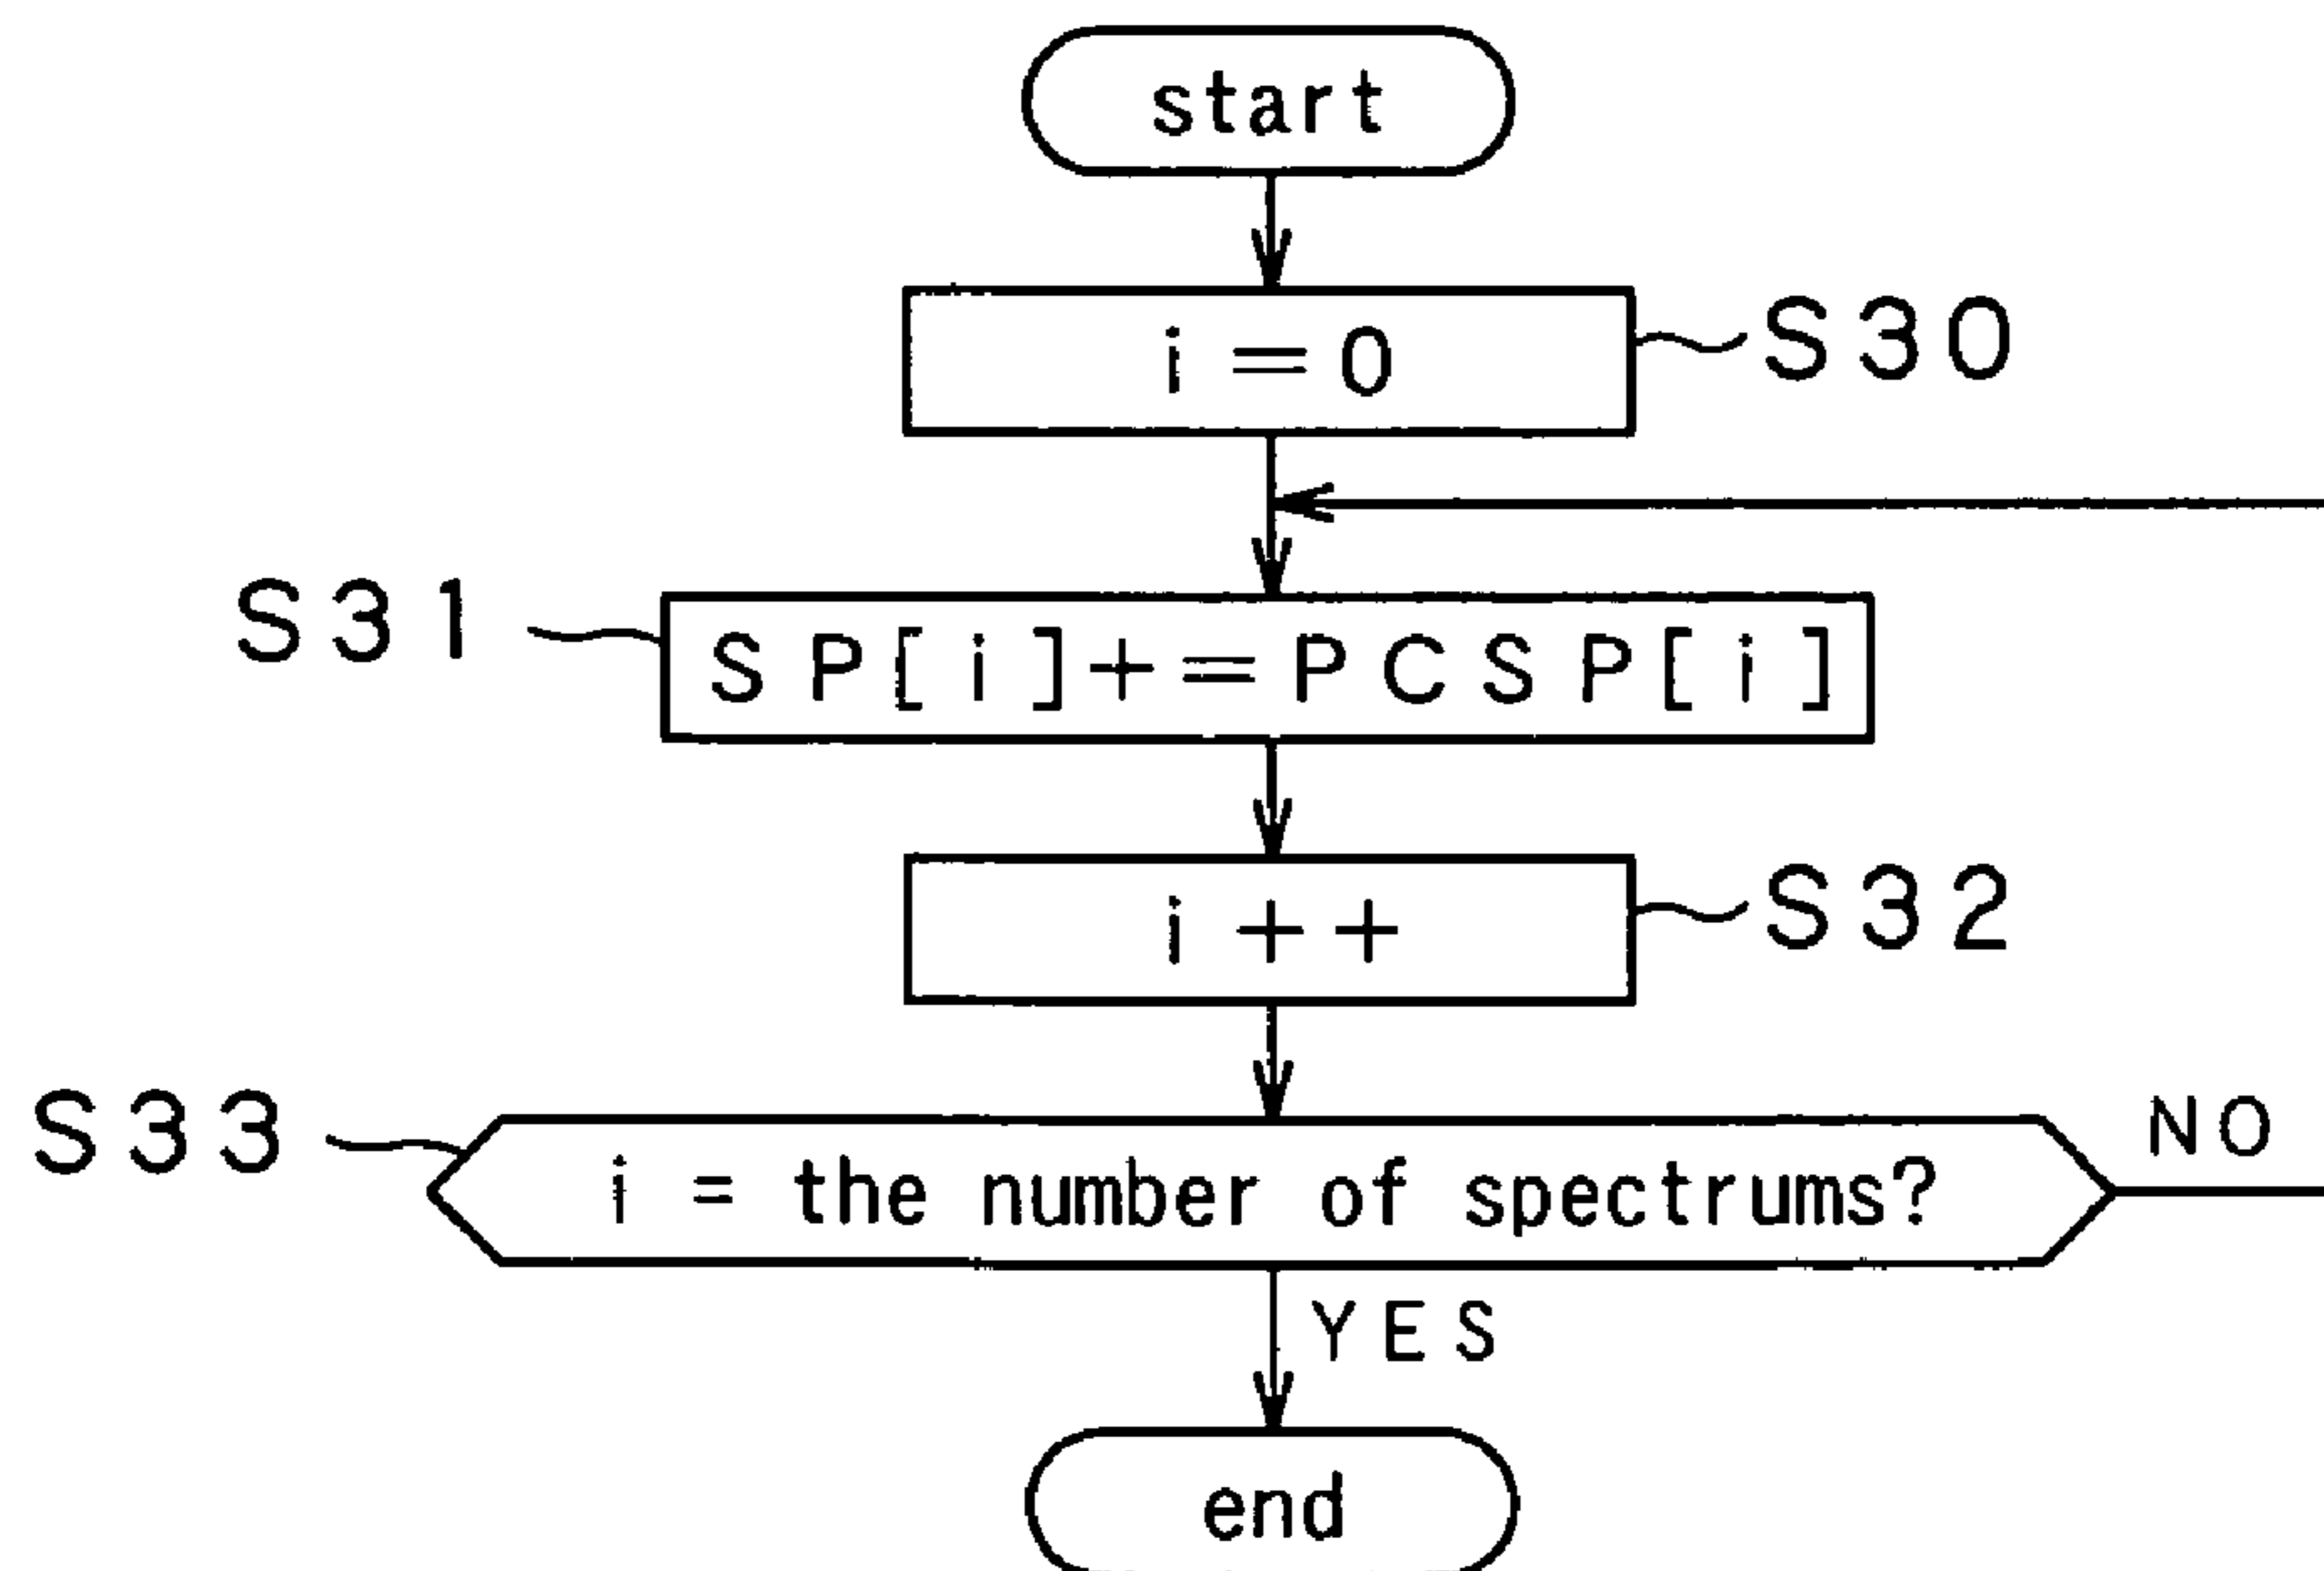 start
i = 0
S30
S31
SP[i]+=PCSP[i]
i++
S32
S33
i = the number of spectrums?
NO
YES
end